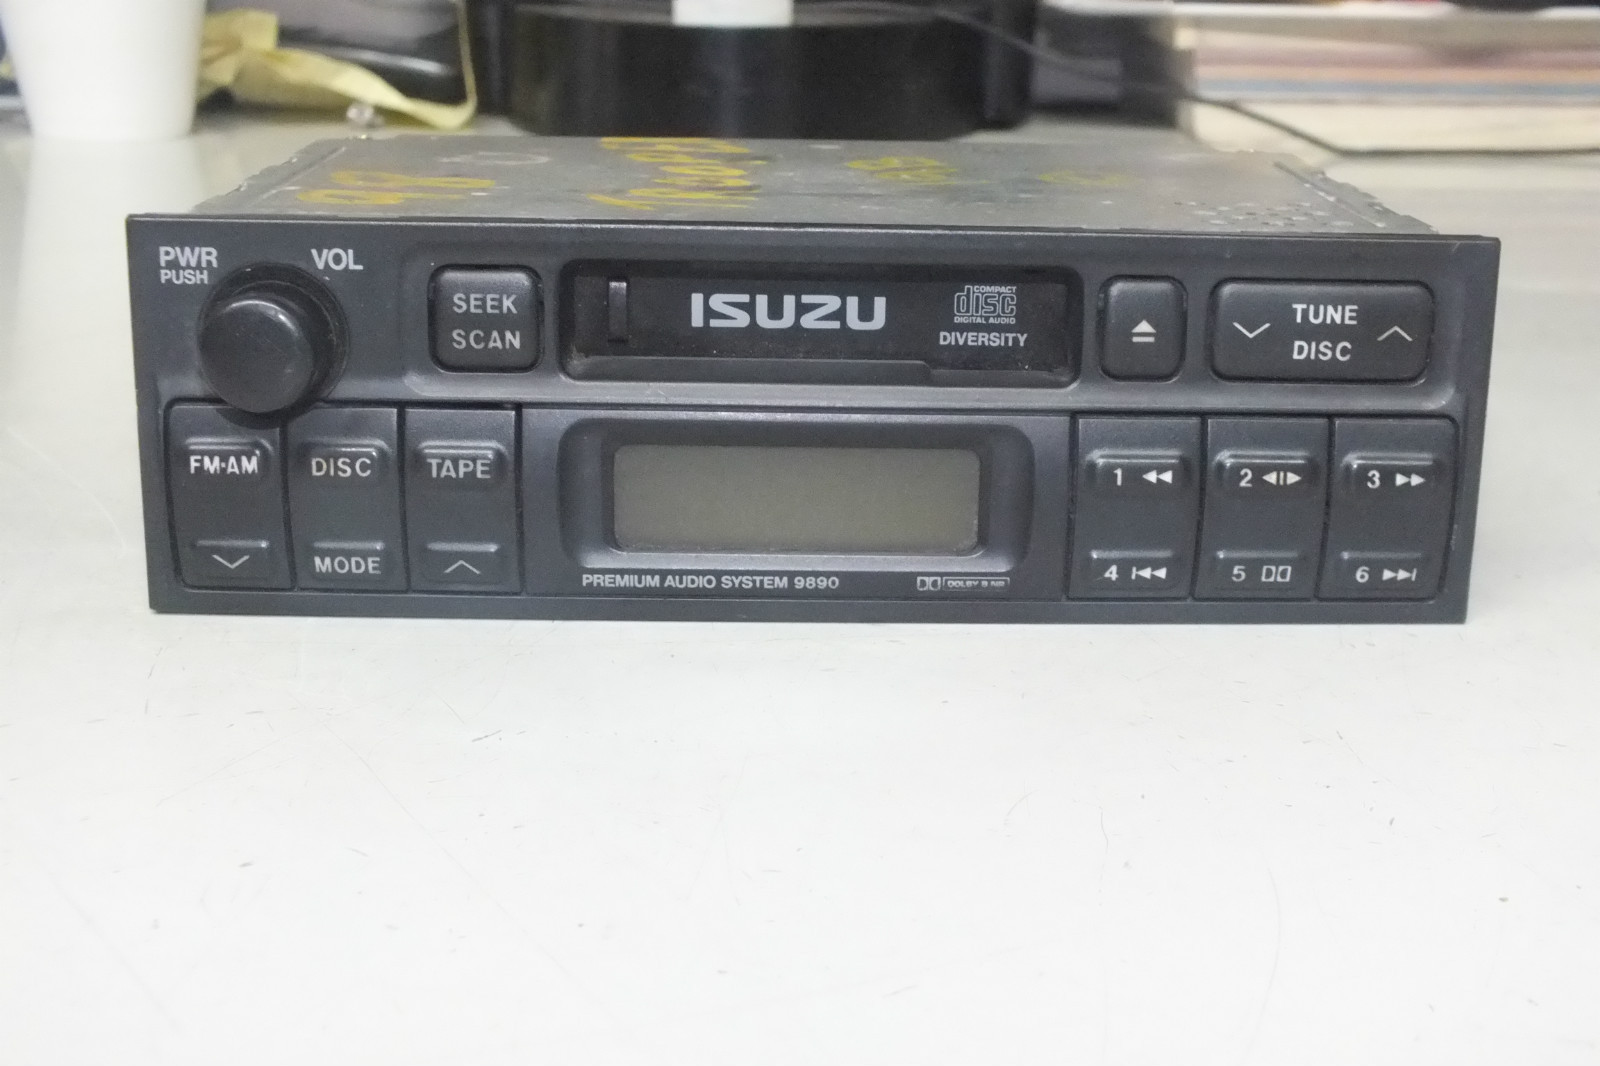 PWR
PUSH
VOL
SEEK
SCAN
ISUZU
COMPACT
disc
DIGITAL AUDIO
DIVERSITY
TUNE
DISC
FM·AM
DISC
TAPE
MODE
PREMIUM AUDIO SYSTEM 9890
DOLBY B NR
1
2
3
4
5
6